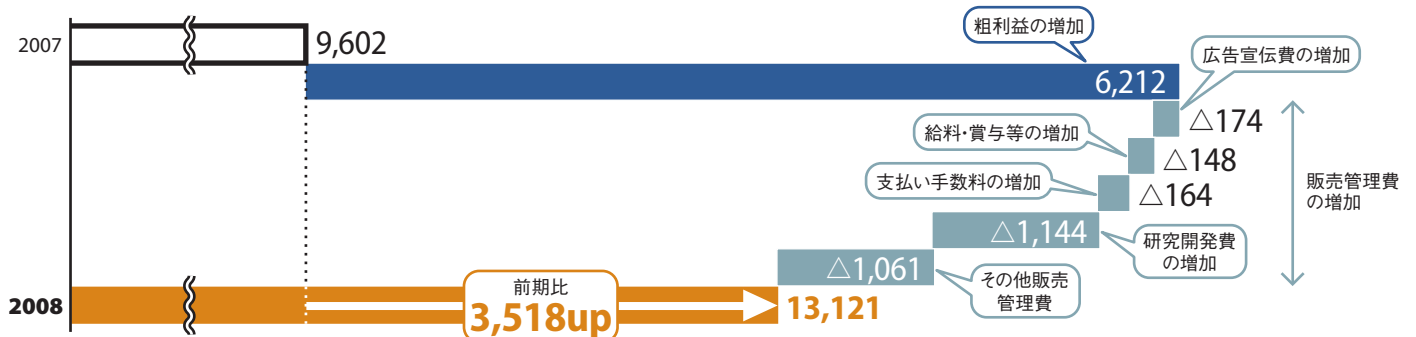 2007
9,602
粗利益の増加
6,212
広告宣伝費の増加
△174
給料・賞与等の増加
△148
支払い手数料の増加
△164
販売管理費
の増加
△1,144
研究開発費
の増加
△1,061
その他販売
管理費
2008
前期比
3,518up
13,121